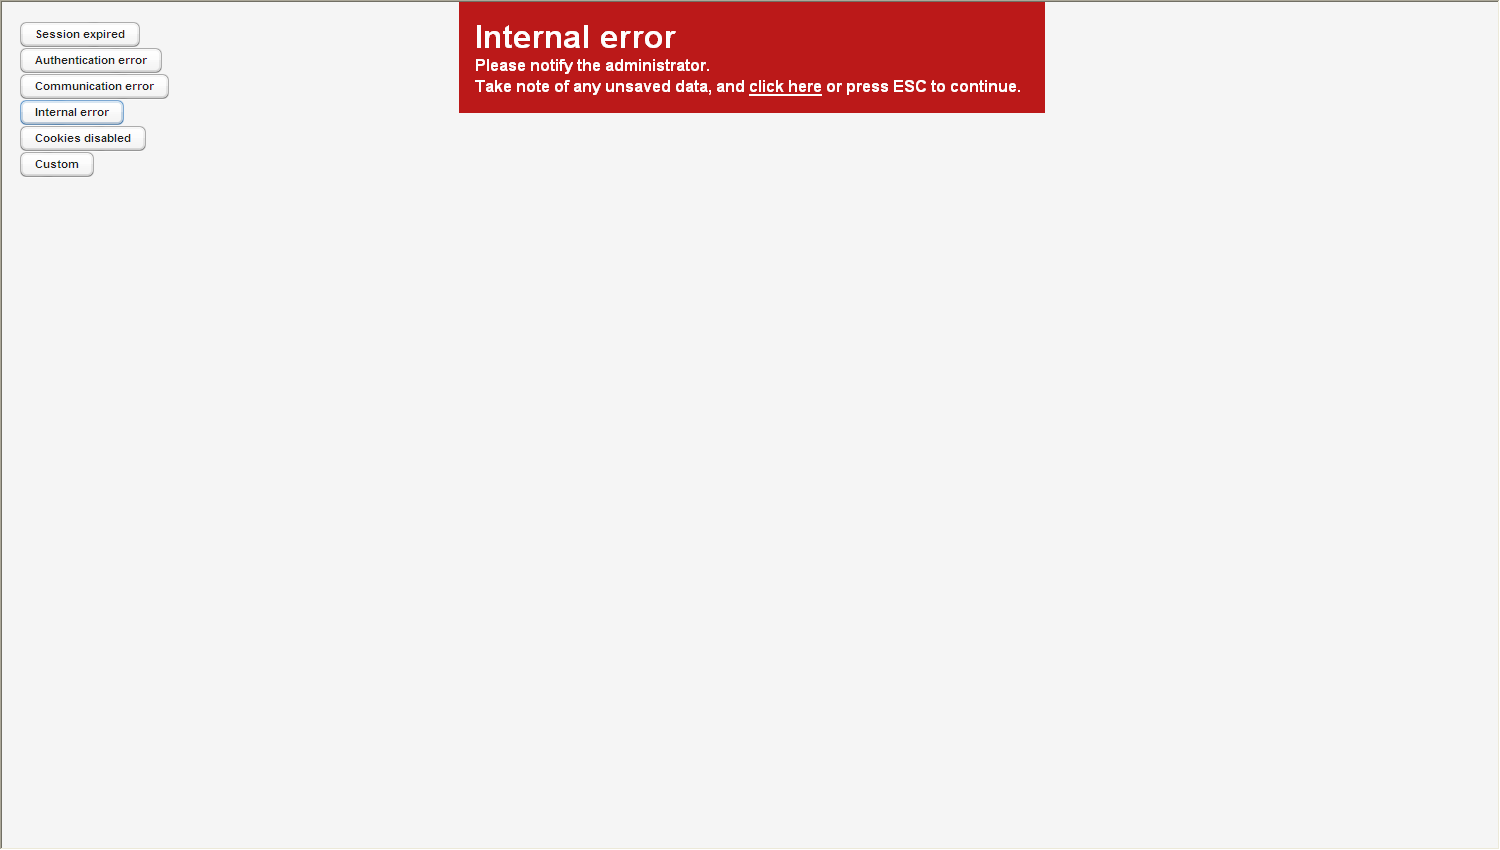 Session expired
Authentication error
Communication error
Internal error
Cookies disabled
Custom
Internal error
Please notify the administrator.
Take note of any unsaved data, and click here or press ESC to continue.